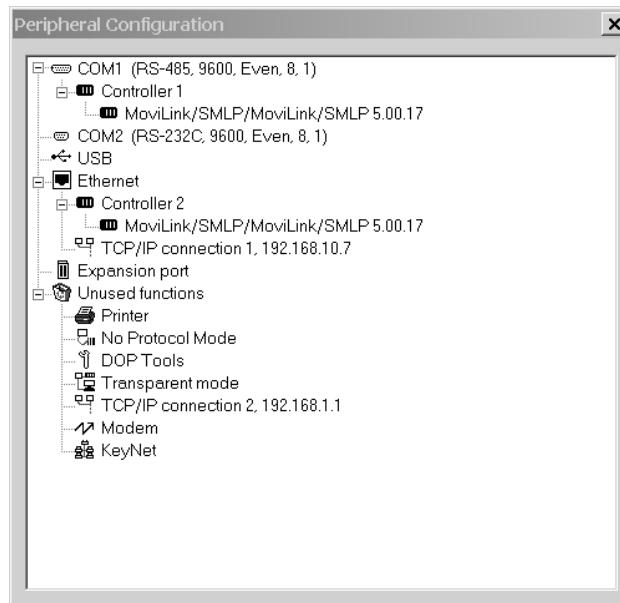 Peripheral Configuration
COM1 (RS-485, 9600, Even, 8, 1)
Controller 1
MoviLink/SMLP/MoviLink/SMLP 5.00.17
COM2 (RS-232C, 9600, Even, 8, 1)
USB
Ethernet
Controller 2
MoviLink/SMLP/MoviLink/SMLP 5.00.17
TCP/IP connection 1, 192.168.10.7
Expansion port
Unused functions
Printer
No Protocol Mode
DOP Tools
Transparent mode
TCP/IP connection 2, 192.168.1.1
Modem
KeyNet